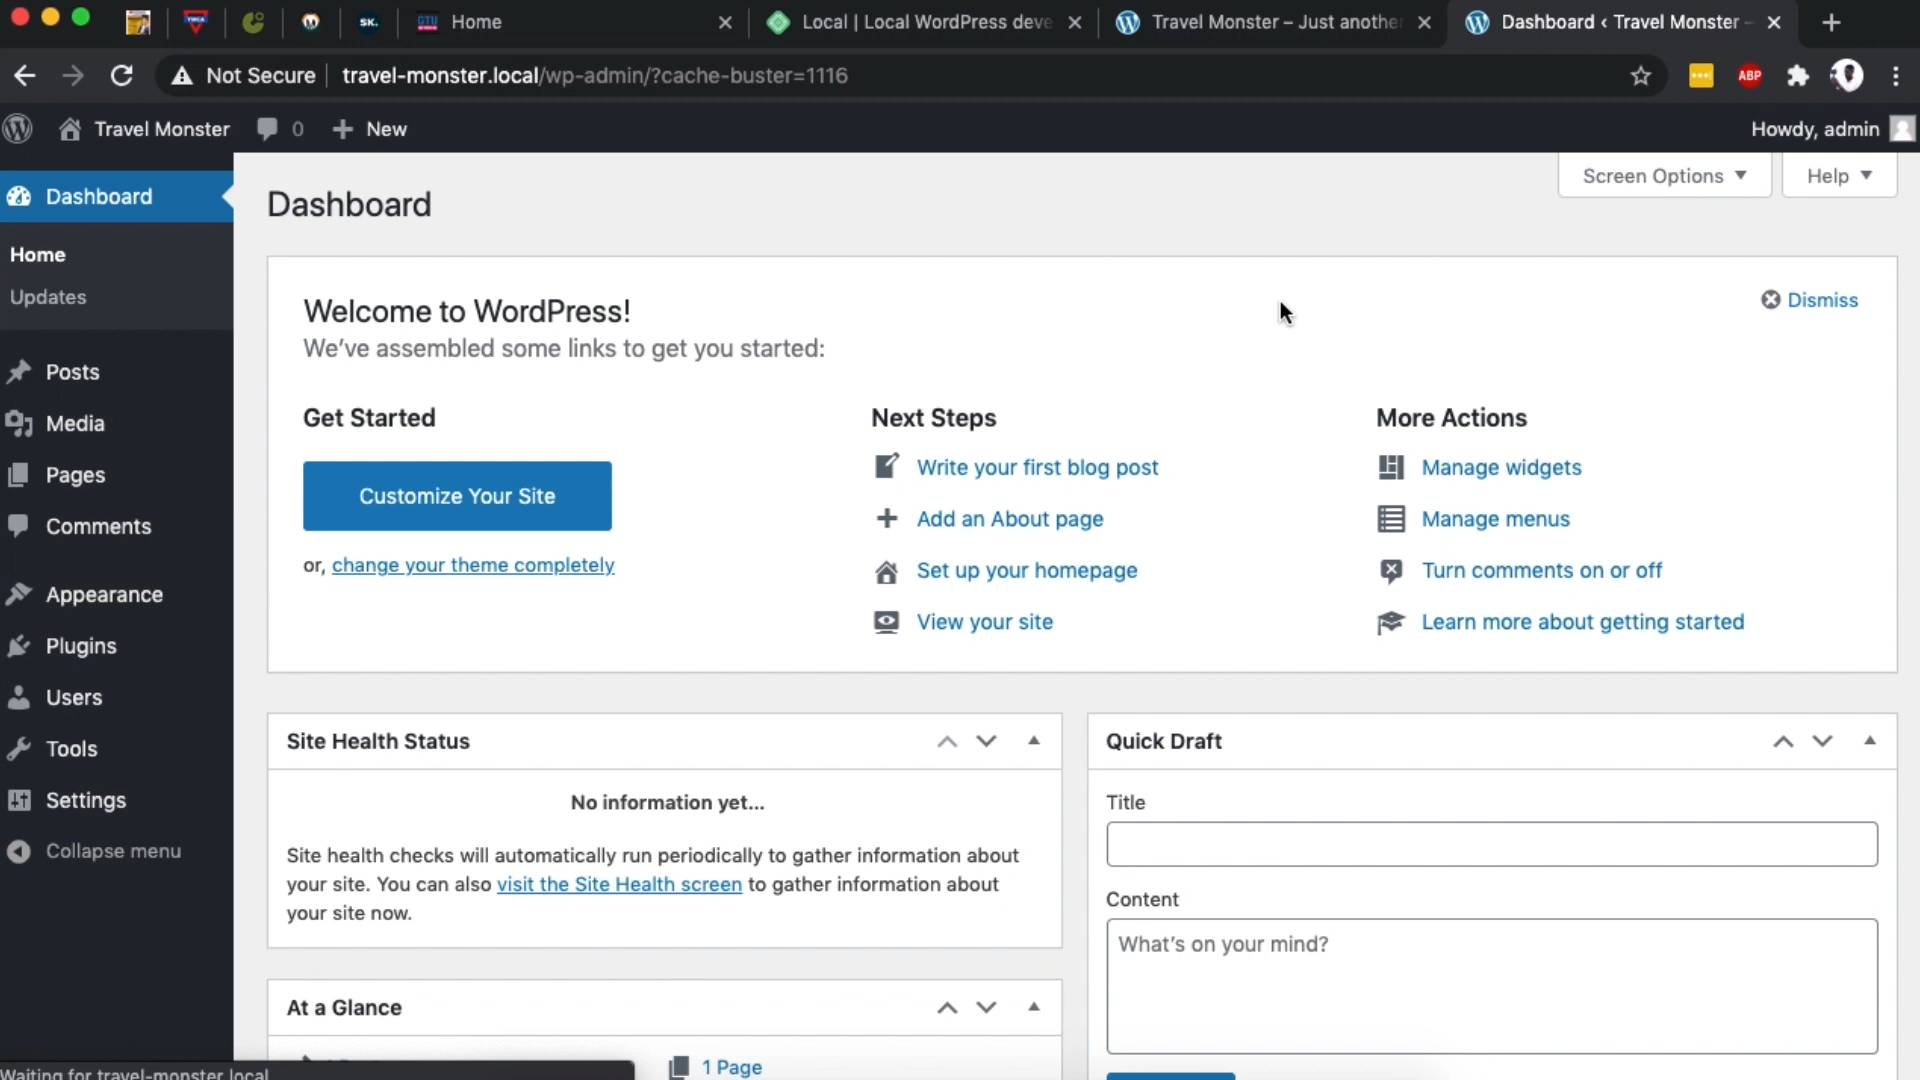 Home
Local | Local WordPress deve
Travel Monster – Just another
Dashboard ‹ Travel Monster –
Not Secure
travel-monster.local/wp-admin/?cache-buster=1116
ABP
SK.
GTU
YMCA
Travel Monster
0
New
Howdy, admin
Dashboard
Home
Updates
Posts
Media
Pages
Comments
Appearance
Plugins
Users
Tools
Settings
Collapse menu
Screen Options
Help
Dashboard
Welcome to WordPress!
We’ve assembled some links to get you started:
Dismiss
Get Started
Customize Your Site
or, change your theme completely
Next Steps
Write your first blog post
Add an About page
Set up your homepage
View your site
More Actions
Manage widgets
Manage menus
Turn comments on or off
Learn more about getting started
Site Health Status
No information yet...
Site health checks will automatically run periodically to gather information about
your site. You can also visit the Site Health screen to gather information about
your site now.
At a Glance
1 Page
Quick Draft
Title
Content
What’s on your mind?
Waiting for travel-monster.local